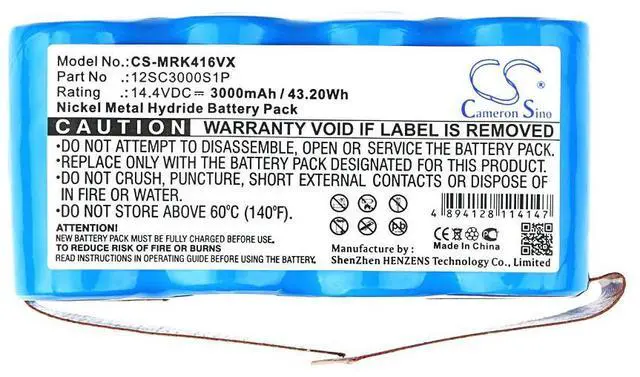 Model No.:CS-MRK416VX
Part No :12SC3000S1P
Rating :14.4VDC⎓ 3000mAh / 43.20Wh
Nickel Metal Hydride Battery Pack
CS
Cameron Sino
CAUTION WARRANTY VOID IF LABEL IS REMOVED
•DO NOT ATTEMPT TO DISASSEMBLE, OPEN OR SERVICE THE BATTERY PACK.
•REPLACE ONLY WITH THE BATTERY PACK DESIGNATED FOR THIS PRODUCT.
•DO NOT CRUSH, PUNCTURE, SHORT EXTERNAL CONTACTS OR DISPOSE OF
IN FIRE OR WATER.
•DO NOT STORE ABOVE 60℃ (140℉).
4 894128 114147
ATTENTION!
NEW BATTERY MUST BE FULLY CHARGED BEFORE USE.
TO REDUCE RISK OF FIRE OR BURNS
READ INSTRUCTIONS IN OPERATING GUIDE BEFORE USING THE BATTERY.
CE Made In China
Manufactured by
ShenZhen HENZENS Technology Co., Limited